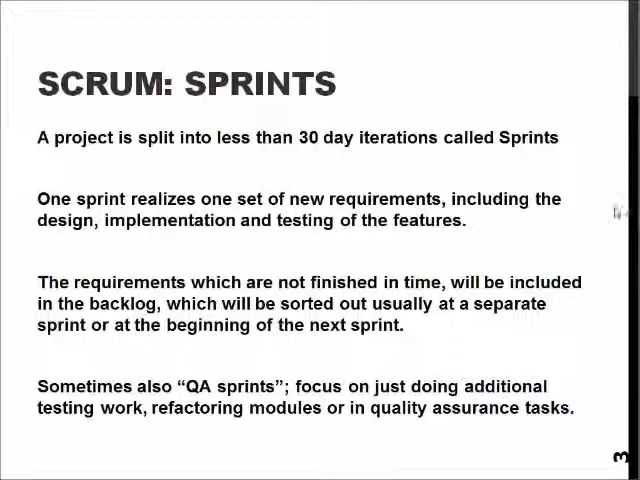 SCRUM: SPRINTS
A project is split into less than 30 day iterations called Sprints
One sprint realizes one set of new requirements, including the
design, implementation and testing of the features.
The requirements which are not finished in time, will be included
in the backlog, which will be sorted out usually at a separate
sprint or at the beginning of the next sprint.
Sometimes also “QA sprints”; focus on just doing additional
testing work, refactoring modules or in quality assurance tasks.
3